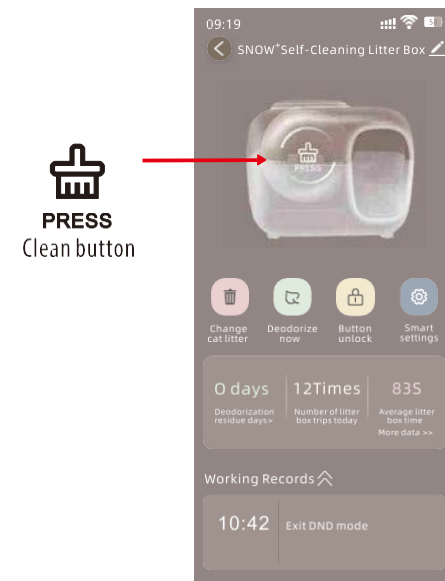 09:19
5
SNOW⁺Self-Cleaning Litter Box
PRESS
PRESS
Clean button
Change
cat litter
Deodorize
now
Button
unlock
Smart
settings
0 days
12Times
83S
Deodorization
residue days>
Number of litter
box trips today
Average litter
box time
More data >>
Working Records
10:42
Exit DND mode